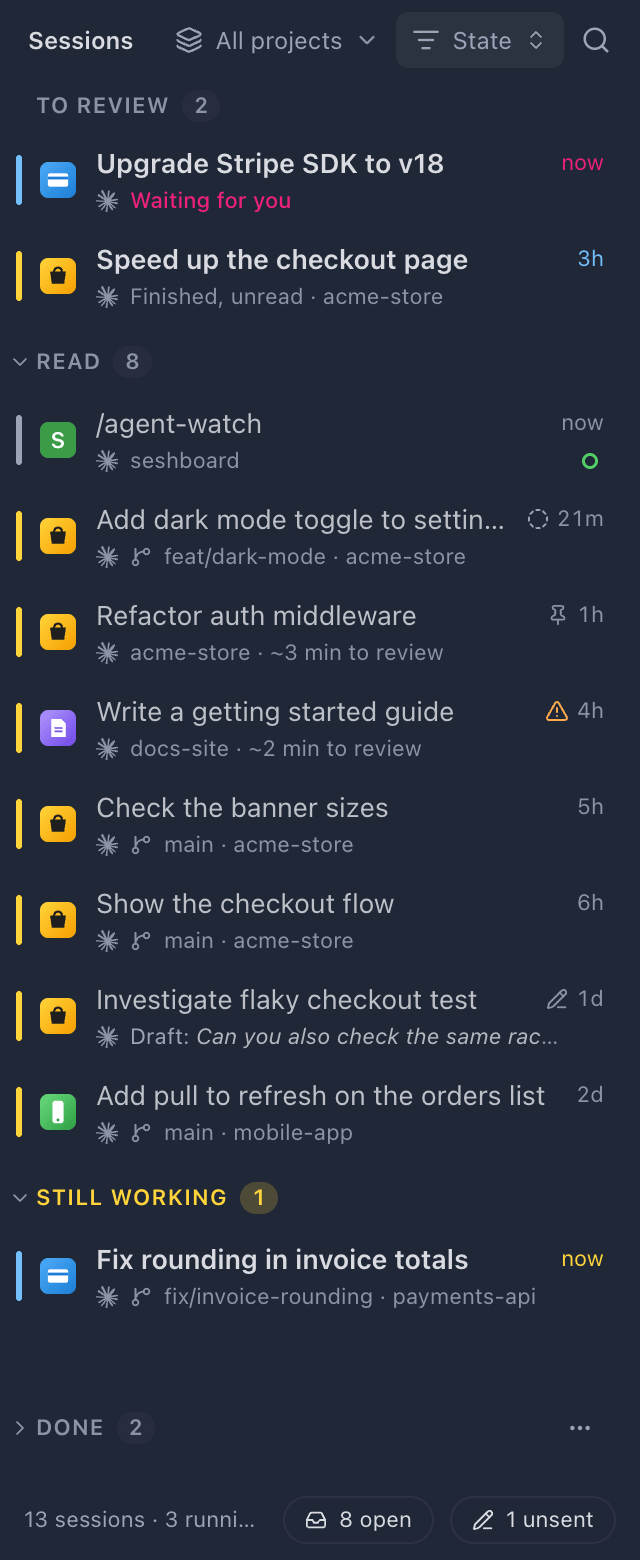 Sessions All projects State
TO REVIEW 2
Upgrade Stripe SDK to v18 now
Waiting for you
Speed up the checkout page 3h
Finished, unread · acme-store
READ 8
S /agent-watch now
seshboard
Add dark mode toggle to settin... 21m
feat/dark-mode · acme-store
Refactor auth middleware 1h
acme-store · ~3 min to review
Write a getting started guide 4h
docs-site · ~2 min to review
Check the banner sizes 5h
main · acme-store
Show the checkout flow 6h
main · acme-store
Investigate flaky checkout test 1d
Draft: Can you also check the same rac...
Add pull to refresh on the orders list 2d
main · mobile-app
STILL WORKING 1
Fix rounding in invoice totals now
fix/invoice-rounding · payments-api
DONE 2 ...
13 sessions · 3 runni... 8 open 1 unsent